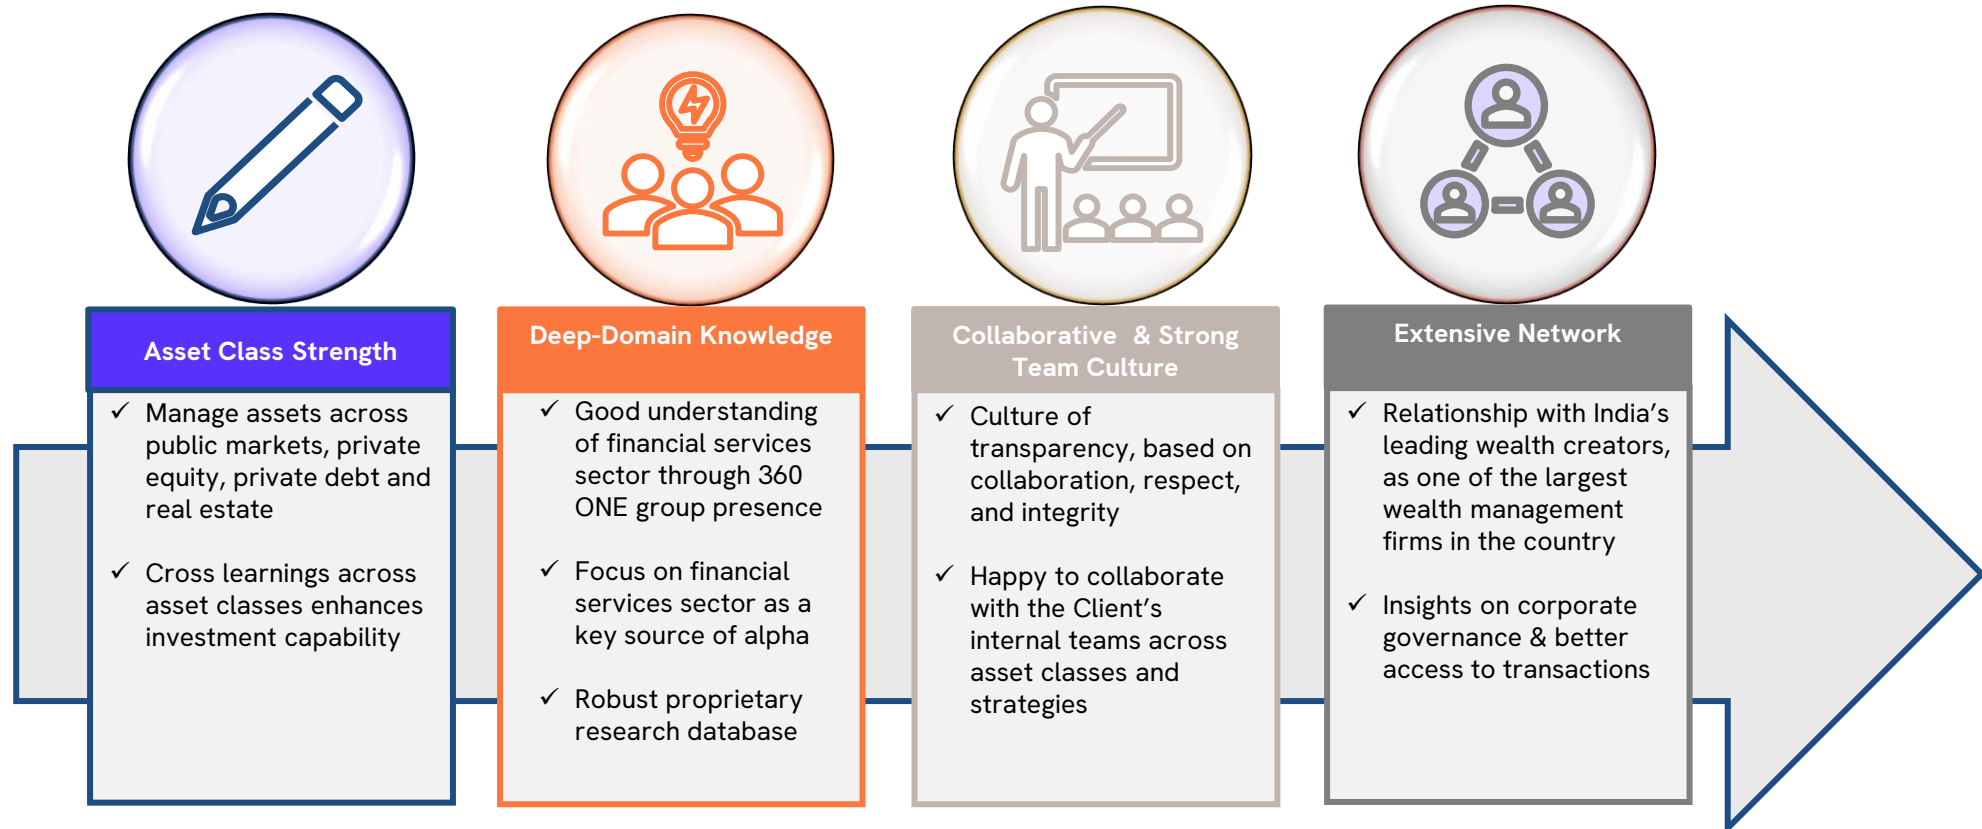 Asset Class Strength
✓ Manage assets across
public markets, private
equity, private debt and
real estate
✓ Cross learnings across
asset classes enhances
investment capability
Deep-Domain Knowledge
✓ Good understanding
of financial services
sector through 360
ONE group presence
✓ Focus on financial
services sector as a
key source of alpha
✓ Robust proprietary
research database
Collaborative & Strong
Team Culture
✓ Culture of
transparency, based on
collaboration, respect,
and integrity
✓ Happy to collaborate
with the Client’s
internal teams across
asset classes and
strategies
Extensive Network
✓ Relationship with India’s
leading wealth creators,
as one of the largest
wealth management
firms in the country
✓ Insights on corporate
governance & better
access to transactions